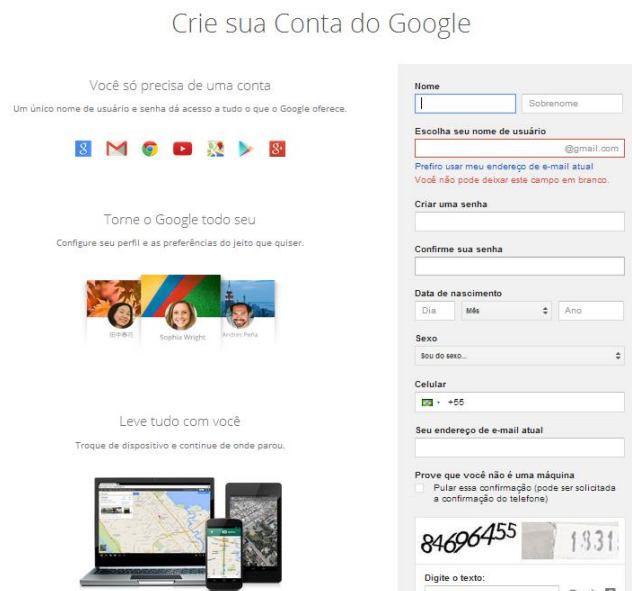 Crie sua Conta do Google
Você só precisa de uma conta
Um único nome de usuário e senha dá acesso a tudo o que o Google oferece.
Torne o Google todo seu
Configure seu perfil e as preferências do jeito que quiser.
Sophia Wright
Andrés Peña
Leve tudo com você
Troque de dispositivo e continue de onde parou.
Nome
Sobrenome
Escolha seu nome de usuário
@gmail.com
Prefiro usar meu endereço de e-mail atual
Você não pode deixar este campo em branco.
Criar uma senha
Confirme sua senha
Data de nascimento
Dia Mês Ano
Sexo
Sou do sexo...
Celular
+55
Seu endereço de e-mail atual
Prove que você não é uma máquina
Pular essa confirmação (pode ser solicitada
a confirmação do telefone)
84696455 1831
Digite o texto: